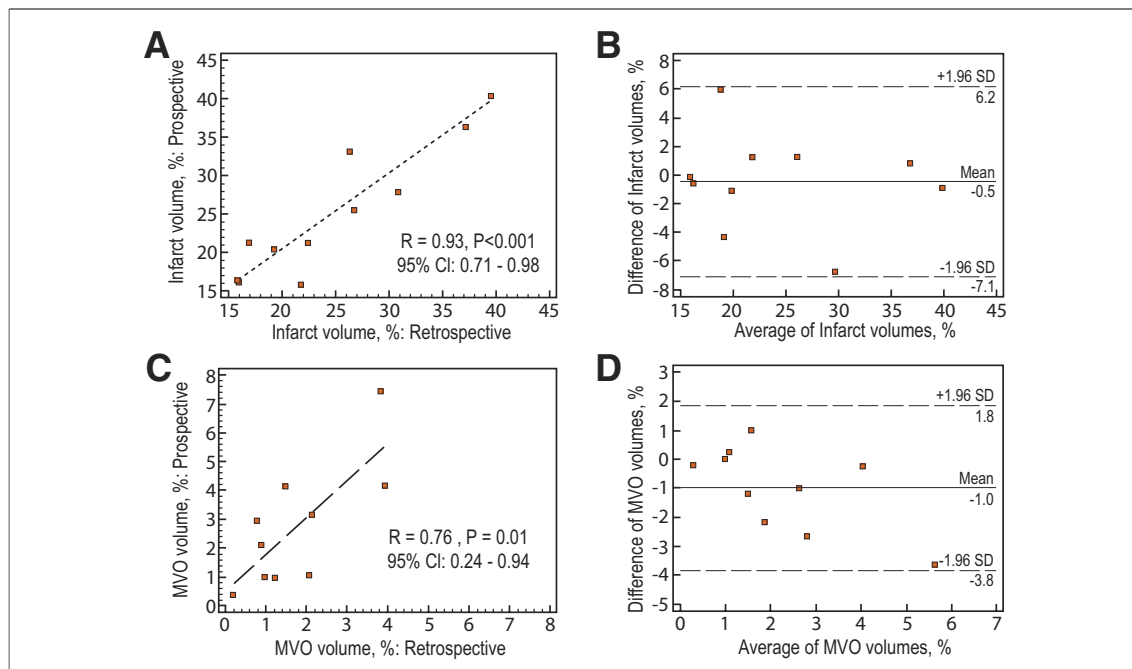 A
Infarct volume, %: Prospective
45
40
35
30
25
20
15
R = 0.93, P<0.001
95% CI: 0.71 - 0.98
15 20 25 30 35 40 45
Infarct volume, %: Retrospective
B
Difference of Infarct volumes, %
8
6
4
2
0
-2
-4
-6
-8
+1.96 SD
6.2
Mean
-0.5
-1.96 SD
-7.1
15 20 25 30 35 40 45
Average of Infarct volumes, %
C
MVO volume, %: Prospective
8
7
6
5
4
3
2
1
0
R = 0.76 , P = 0.01
95% CI: 0.24 - 0.94
0 1 2 3 4 5 6 7 8
MVO volume, %: Retrospective
D
Difference of MVO volumes, %
3
2
1
0
-1
-2
-3
-4
-5
+1.96 SD
1.8
Mean
-1.0
-1.96 SD
-3.8
0 1 2 3 4 5 6 7
Average of MVO volumes, %